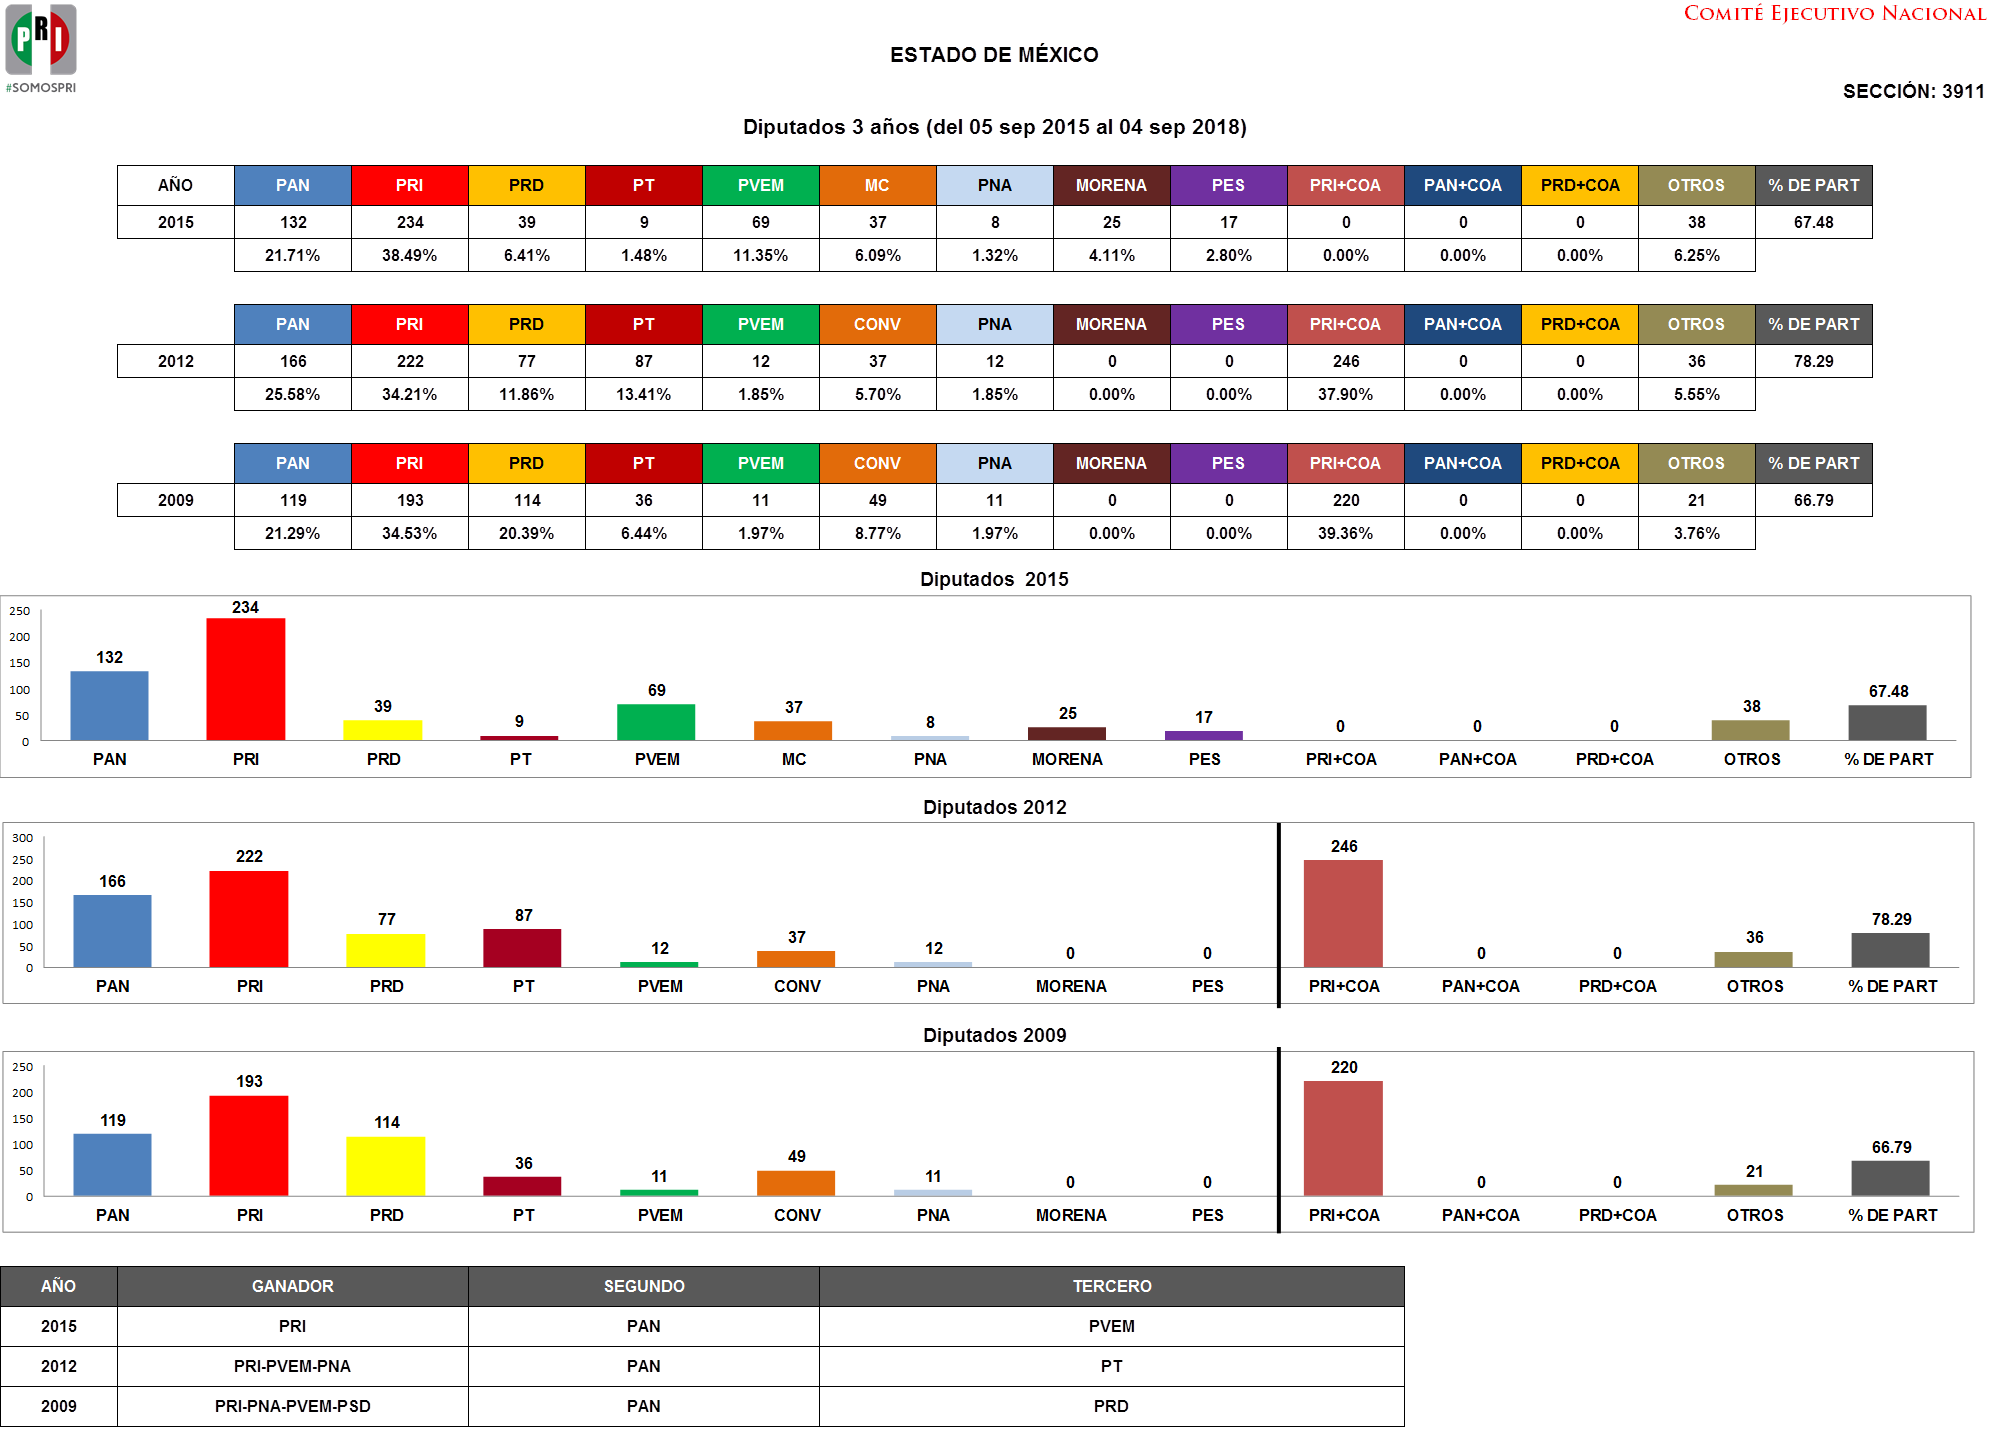 PRI
#SOMOSPRI
COMITÉ EJECUTIVO NACIONAL
ESTADO DE MÉXICO
SECCIÓN: 3911
Diputados 3 años (del 05 sep 2015 al 04 sep 2018)
AÑO PAN PRI PRD PT PVEM MC PNA MORENA PES PRI+COA PAN+COA PRD+COA OTROS % DE PART
2015 132 234 39 9 69 37 8 25 17 0 0 0 38 67.48
21.71% 38.49% 6.41% 1.48% 11.35% 6.09% 1.32% 4.11% 2.80% 0.00% 0.00% 0.00% 6.25%
PAN PRI PRD PT PVEM CONV PNA MORENA PES PRI+COA PAN+COA PRD+COA OTROS % DE PART
2012 166 222 77 87 12 37 12 0 0 246 0 0 36 78.29
25.58% 34.21% 11.86% 13.41% 1.85% 5.70% 1.85% 0.00% 0.00% 37.90% 0.00% 0.00% 5.55%
PAN PRI PRD PT PVEM CONV PNA MORENA PES PRI+COA PAN+COA PRD+COA OTROS % DE PART
2009 119 193 114 36 11 49 11 0 0 220 0 0 21 66.79
21.29% 34.53% 20.39% 6.44% 1.97% 8.77% 1.97% 0.00% 0.00% 39.36% 0.00% 0.00% 3.76%
Diputados 2015
250
200
150
100
50
0
132 234 39 9 69 37 8 25 17 0 0 0 38 67.48
PAN PRI PRD PT PVEM MC PNA MORENA PES PRI+COA PAN+COA PRD+COA OTROS % DE PART
Diputados 2012
300
250
200
150
100
50
0
166 222 77 87 12 37 12 0 0 246 0 0 36 78.29
PAN PRI PRD PT PVEM CONV PNA MORENA PES PRI+COA PAN+COA PRD+COA OTROS % DE PART
Diputados 2009
250
200
150
100
50
0
119 193 114 36 11 49 11 0 0 220 0 0 21 66.79
PAN PRI PRD PT PVEM CONV PNA MORENA PES PRI+COA PAN+COA PRD+COA OTROS % DE PART
AÑO GANADOR SEGUNDO TERCERO
2015 PRI PAN PVEM
2012 PRI-PVEM-PNA PAN PT
2009 PRI-PNA-PVEM-PSD PAN PRD